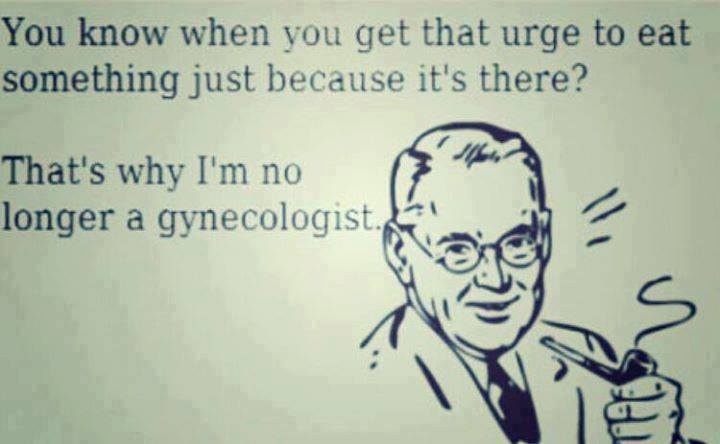 You know when you get that urge to eat
something just because it's there?
That's why I'm no
longer a gynecologist.